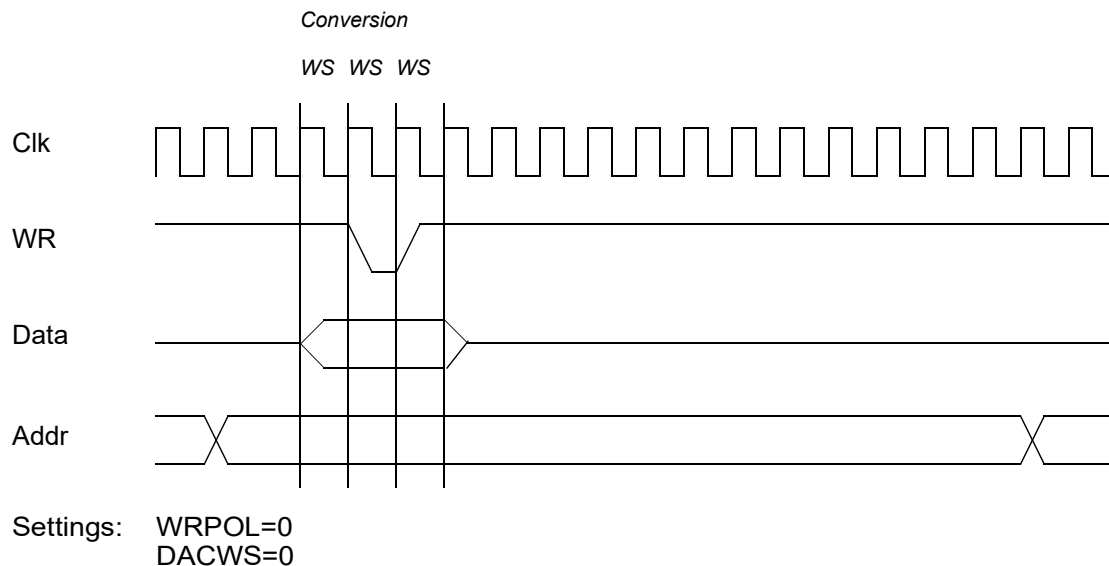 Conversion
WS WS WS
Clk
WR
Data
Addr
Settings: WRPOL=0
DACWS=0